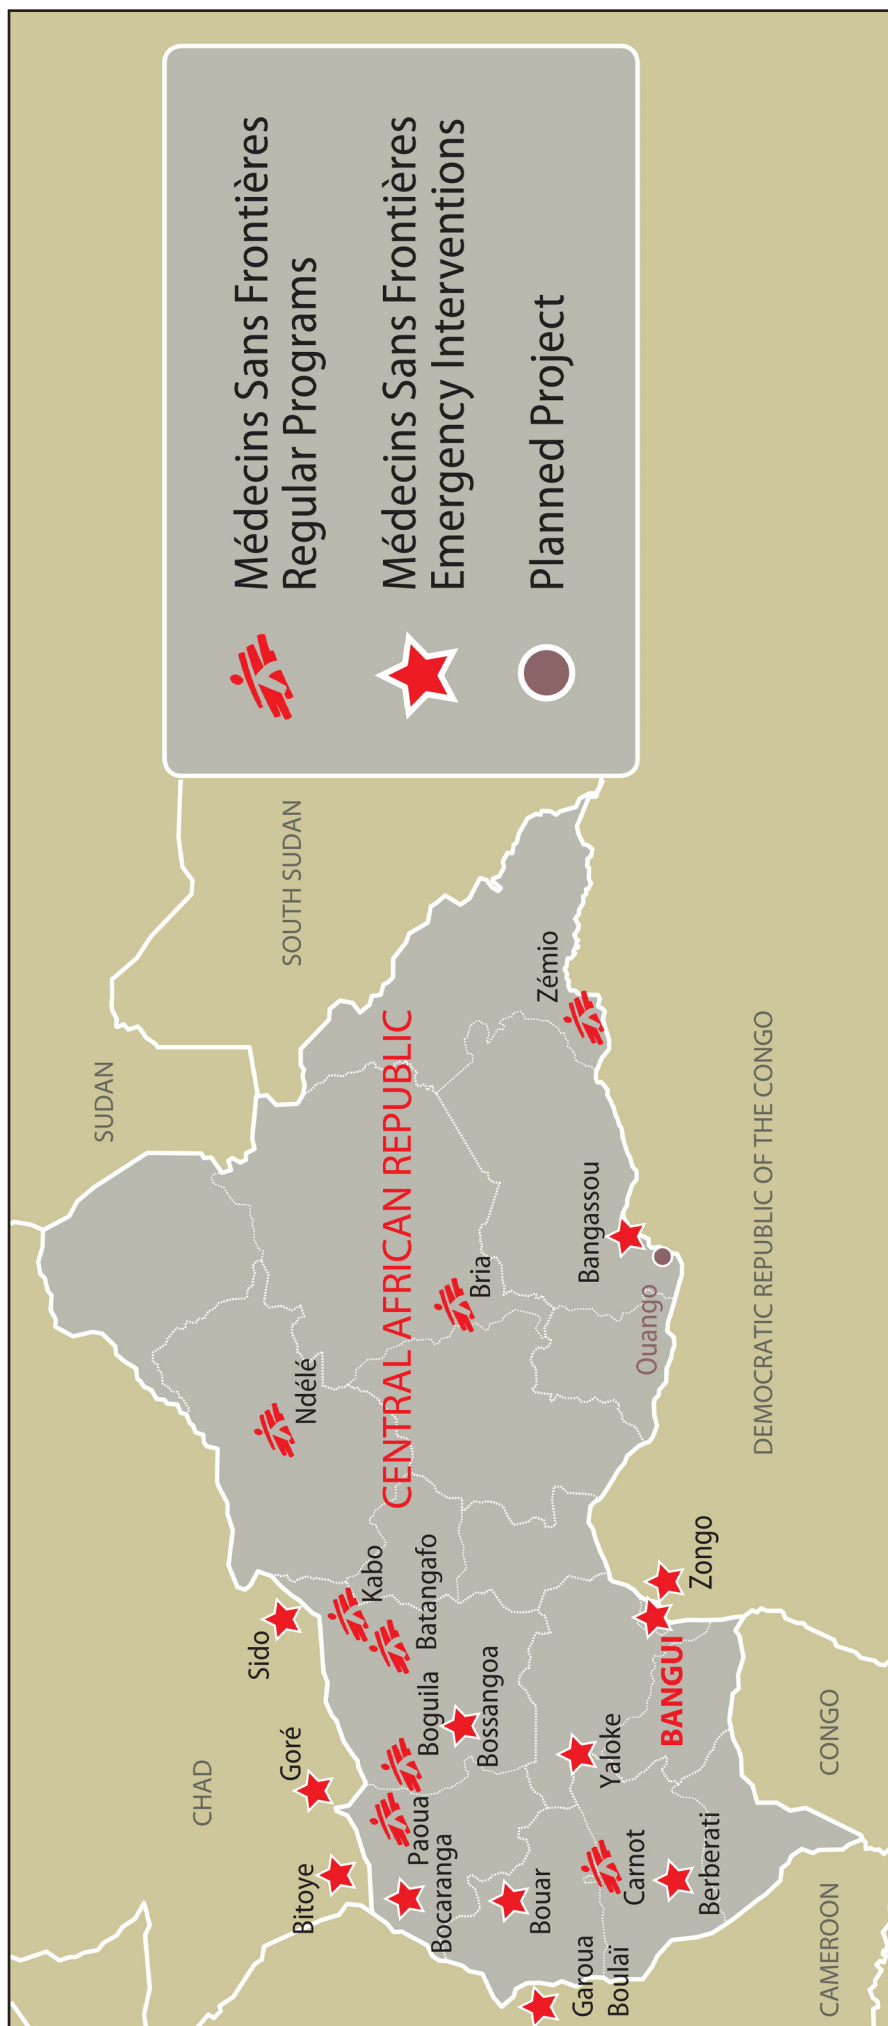 Médecins Sans Frontières
Regular Programs
Médecins Sans Frontières
Emergency Interventions
Planned Project
SUDAN
SOUTH SUDAN
CHAD
CENTRAL AFRICAN REPUBLIC
Ndélé
Sido
Goré
Bitoye
Kabo
Batangafo
Boguila
Paoua
Bocaranga
Bossangoa
Bria
Zémio
Bouar
Yaloke
Bangassou
Ouango
Garoua
Boulaï
Carnot
BANGUI
Zongo
Berberati
DEMOCRATIC REPUBLIC OF THE CONGO
CONGO
CAMEROON